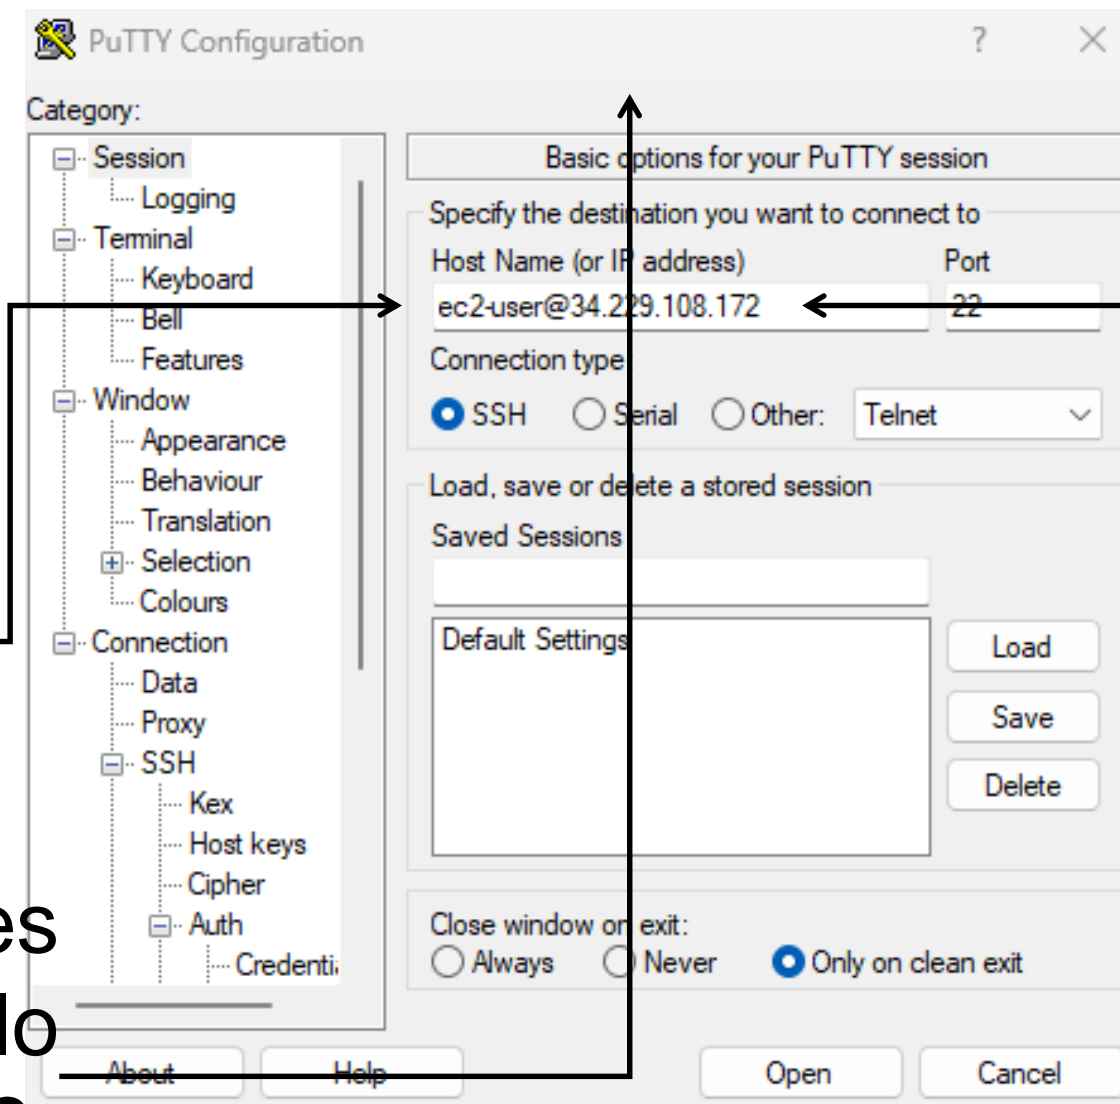 PuTTY Configuration ?
Category:
Session
Logging
Terminal
Keyboard
Bell
Features
Window
Appearance
Behaviour
Translation
Selection
Colours
Connection
Data
Proxy
SSH
Kex
Host keys
Cipher
Auth
Credentia
Basic options for your PuTTY session
Specify the destination you want to connect to
Host Name (or IP address) Port
ec2-user@34.229.108.172 22
Connection type
SSH Serial Other: Telnet
Load, save or delete a stored session
Saved Sessions
Default Settings
Load
Save
Delete
Close window on exit:
Always Never Only on clean exit
About Help Open Cancel
es
lo